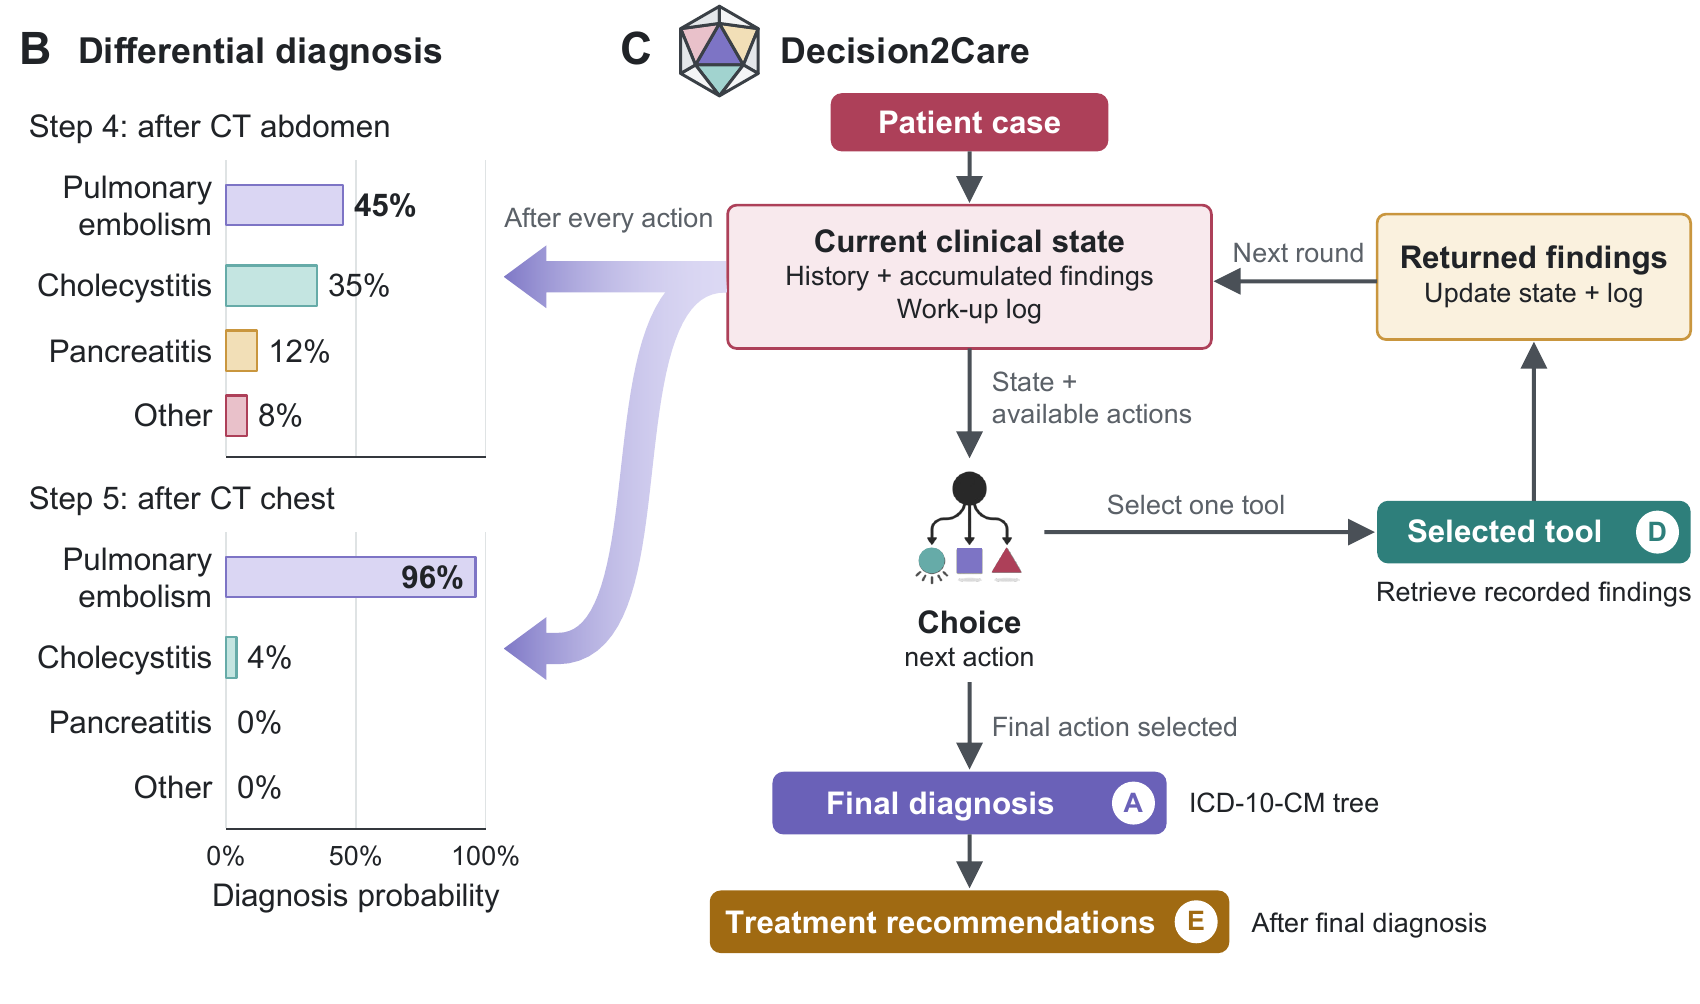 B Differential diagnosis
Step 4: after CT abdomen
Pulmonary
embolism
45%
Cholecystitis
35%
Pancreatitis
12%
Other
8%
Step 5: after CT chest
Pulmonary
embolism
96%
Cholecystitis
4%
Pancreatitis
0%
Other
0%
0% 50% 100%
Diagnosis probability
C Decision2Care
Patient case
After every action
Current clinical state
History + accumulated findings
Work-up log
Next round
Returned findings
Update state + log
State +
available actions
Select one tool
Selected tool D
Retrieve recorded findings
Choice
next action
Final action selected
Final diagnosis A
ICD-10-CM tree
Treatment recommendations E
After final diagnosis